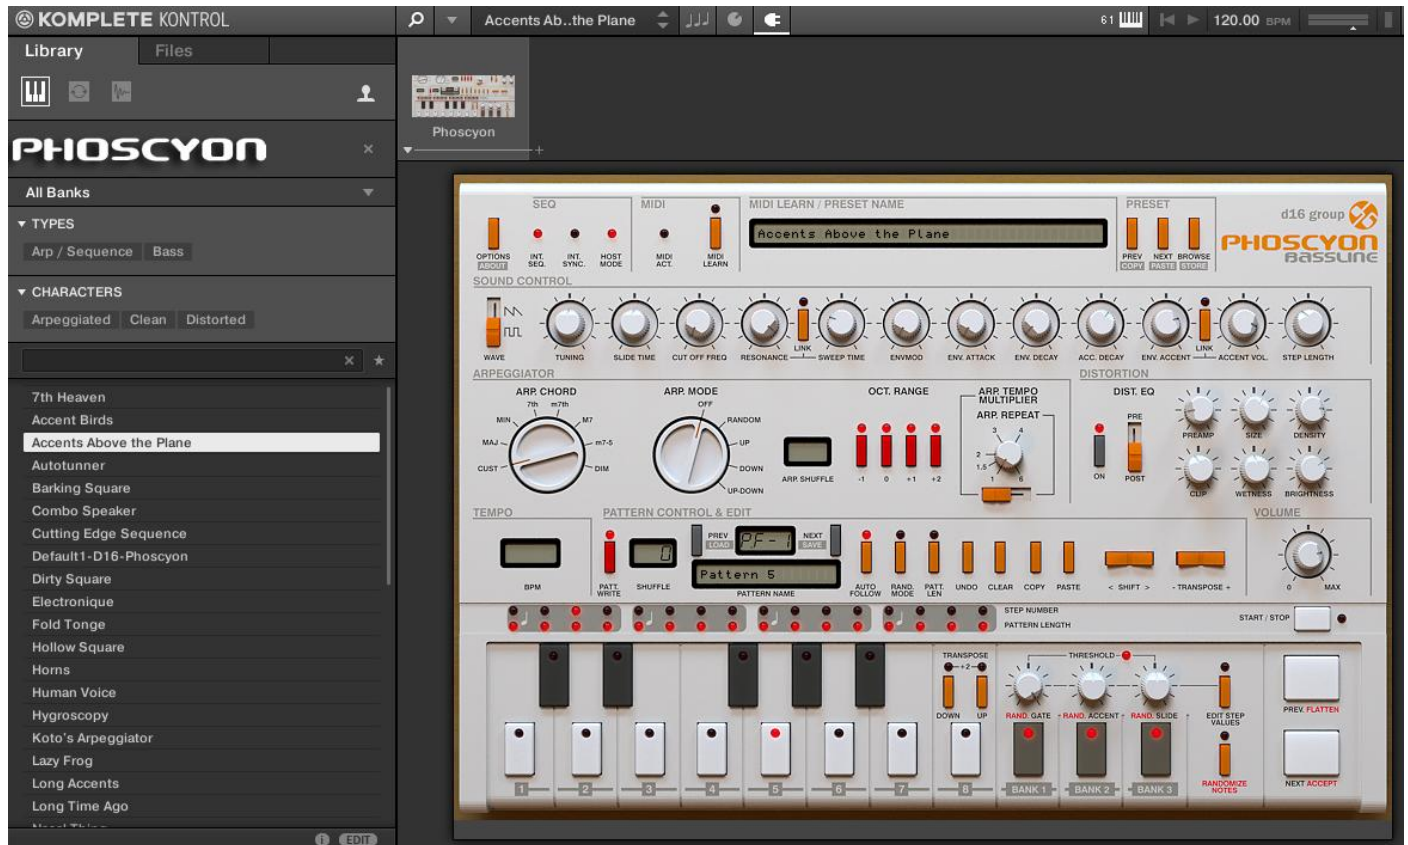 KOMPLETE KONTROL
Accents Ab..the Plane
61
120.00 BPM
Library
Files
PHOSCYON
All Banks
TYPES
Arp / Sequence
Bass
CHARACTERS
Arpeggiated
Clean
Distorted
7th Heaven
Accent Birds
Accents Above the Plane
Autotunner
Barking Square
Combo Speaker
Cutting Edge Sequence
Default1-D16-Phoscyon
Dirty Square
Electronique
Fold Tonge
Hollow Square
Horns
Human Voice
Hygroscopy
Koto's Arpeggiator
Lazy Frog
Long Accents
Long Time Ago
EDIT
Phoscyon
SEQ
MIDI
MIDI LEARN / PRESET NAME
PRESET
d16 group
PHOSCYON
BASSLINE
Accents Above the Plane
OPTIONS
ABOUT
INT. SEQ.
INT. SYNC.
HOST MODE
MIDI ACT.
MIDI LEARN
PREV
COPY
NEXT
PASTE
BROWSE
STORE
SOUND CONTROL
WAVE
TUNING
SLIDE TIME
CUT OFF FREQ
RESONANCE
LINK
SWEEP TIME
ENVMOD
ENV. ATTACK
ENV. DECAY
ACC. DECAY
ENV. ACCENT
LINK
ACCENT VOL.
STEP LENGTH
ARPEGGIATOR
ARP. CHORD
7th
m7th
MIN
M7
MAJ
m7-5
CUST
DIM
ARP. MODE
OFF
RANDOM
UP
DOWN
UP-DOWN
ARP. SHUFFLE
OCT. RANGE
-1
0
+1
+2
ARP. TEMPO
MULTIPLIER
ARP. REPEAT
3
4
2
1.5
1
6
DISTORTION
DIST. EQ
PRE
ON
POST
PREAMP
SIZE
DENSITY
CLIP
WETNESS
BRIGHTNESS
TEMPO
BPM
PATTERN CONTROL & EDIT
PATT. WRITE
0
SHUFFLE
PREV
LOAD
PF-1
NEXT
SAVE
Pattern 5
PATTERN NAME
AUTO FOLLOW
RAND. MODE
PATT. LEN
UNDO
CLEAR
COPY
PASTE
< SHIFT >
- TRANSPOSE +
VOLUME
0
MAX
STEP NUMBER
PATTERN LENGTH
START / STOP
TRANSPOSE
+2
DOWN
UP
THRESHOLD
RAND. GATE
RAND. ACCENT
RAND. SLIDE
EDIT STEP VALUES
PREV. FLATTEN
1
2
3
4
5
6
7
8
BANK 1
BANK 2
BANK 3
RANDOMIZE NOTES
NEXT ACCEPT